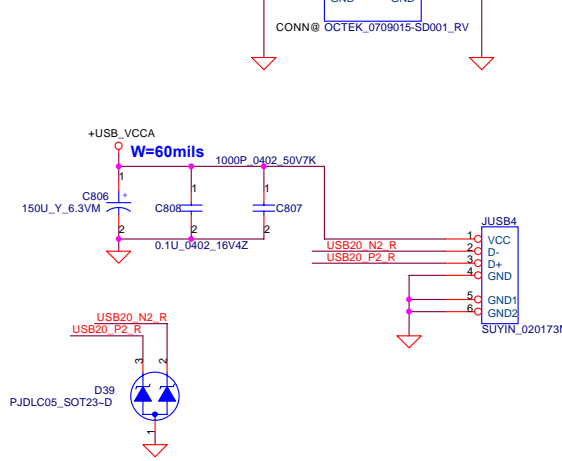 GND GND
CONN@ OCTEK_0709015-SD001_RV
+USB_VCCA
W=60mils
1000P_0402_50V7K
1 1 1
C806 +
150U_Y_6.3VM
C808 C807
2 2 2
0.1U_0402_16V4Z
JUSB4
1 VCC
USB20_N2_R 2 D-
USB20_P2_R 3 D+
4 GND
5 GND1
6 GND2
SUYIN_020173M
USB20_N2_R
USB20_P2_R
3 2
D39
PJDLC05_SOT23~D
1